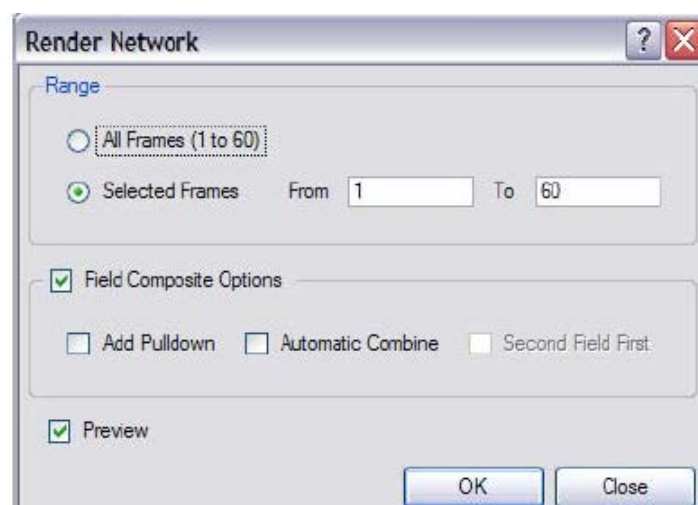 Render Network
Range
All Frames (1 to 60)
Selected Frames From 1 To 60
Field Composite Options
Add Pulldown Automatic Combine Second Field First
Preview
OK Close